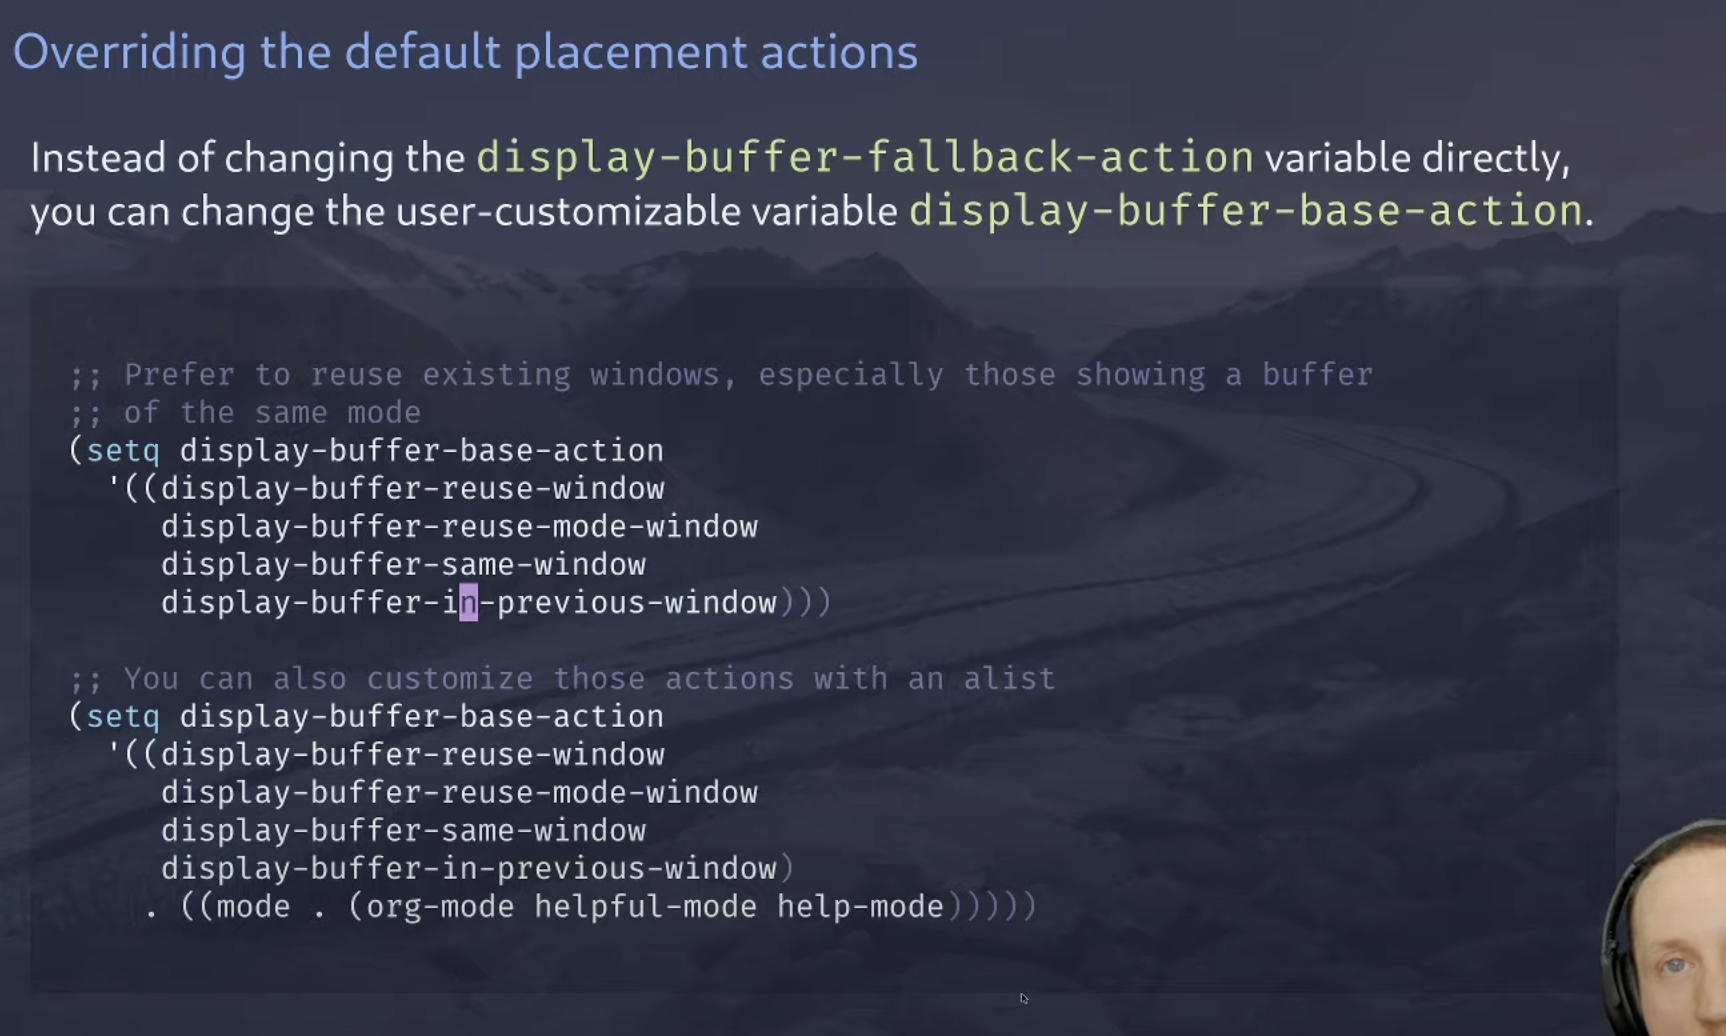 Overriding the default placement actions
Instead of changing the display-buffer-fallback-action variable directly,
you can change the user-customizable variable display-buffer-base-action.
;; Prefer to reuse existing windows, especially those showing a buffer
;; of the same mode
(setq display-buffer-base-action
'((display-buffer-reuse-window
display-buffer-reuse-mode-window
display-buffer-same-window
display-buffer-in-previous-window)))
;; You can also customize those actions with an alist
(setq display-buffer-base-action
'((display-buffer-reuse-window
display-buffer-reuse-mode-window
display-buffer-same-window
display-buffer-in-previous-window)
. ((mode . (org-mode helpful-mode help-mode)))))